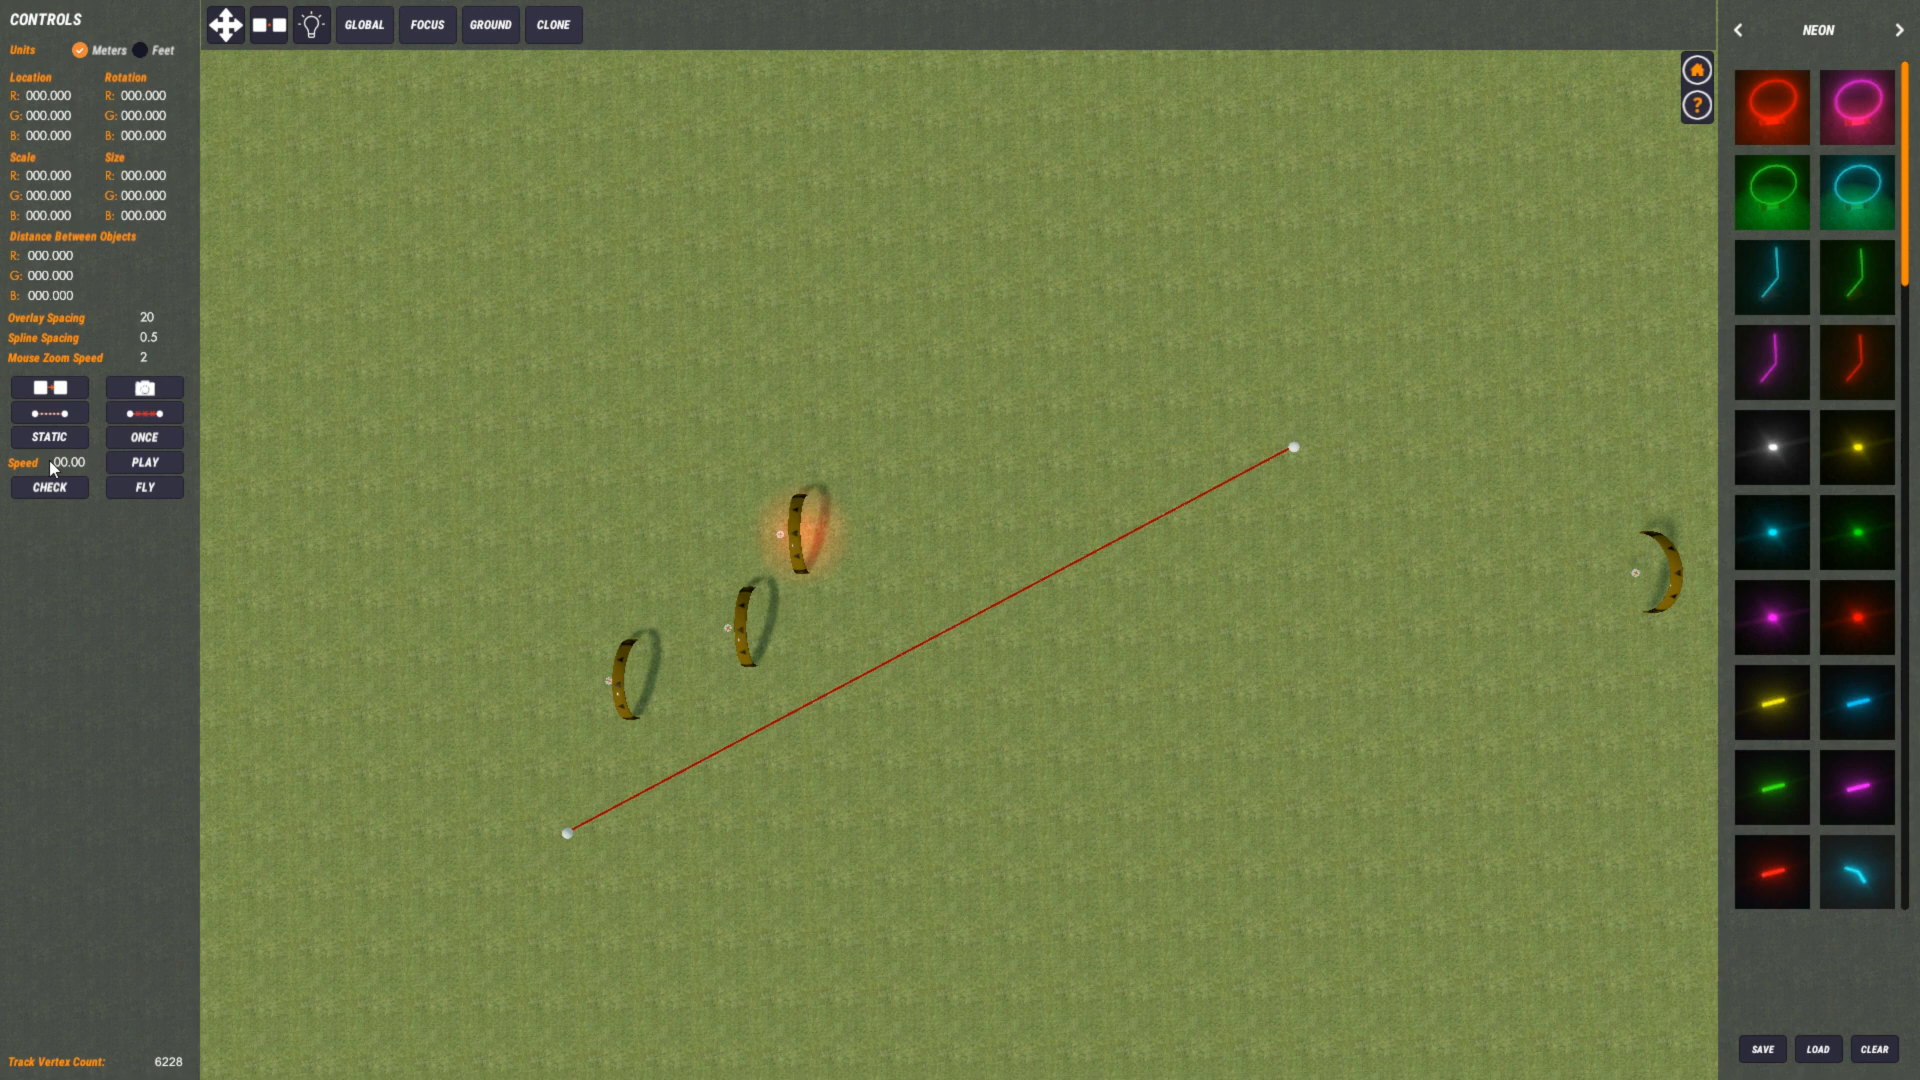 CONTROLS
Units Meters Feet
Location Rotation
R: 000.000 R: 000.000
G: 000.000 G: 000.000
B: 000.000 B: 000.000
Scale Size
R: 000.000 R: 000.000
G: 000.000 G: 000.000
B: 000.000 B: 000.000
Distance Between Objects
R: 000.000
G: 000.000
B: 000.000
Overlay Spacing 20
Spline Spacing 0.5
Mouse Zoom Speed 2
STATIC ONCE
Speed 00.00 PLAY
CHECK FLY
Track Vertex Count: 6228
GLOBAL FOCUS GROUND CLONE
?
NEON
SAVE LOAD CLEAR